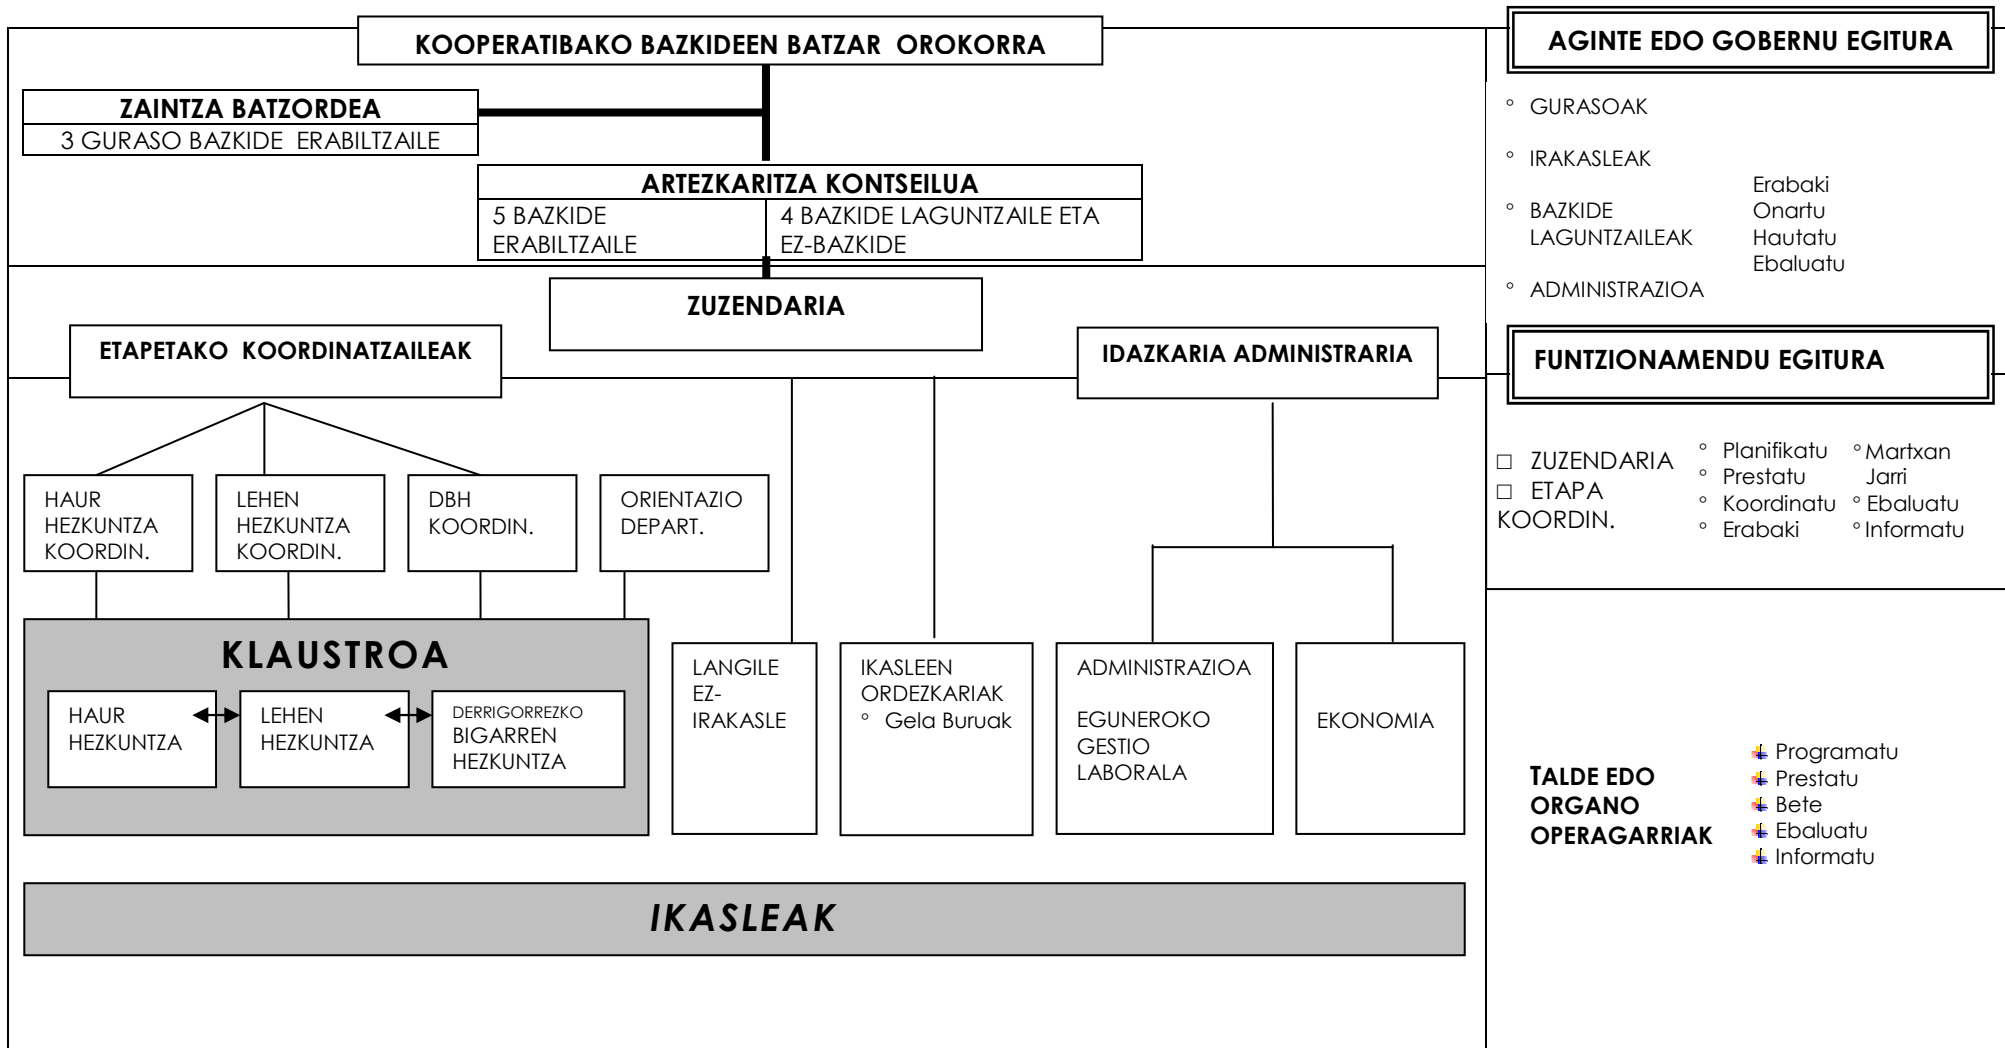 KOOPERATIBAKO BAZKIDEEN BATZAR OROKORRA
ZAINTZA BATZORDEA
3 GURASO BAZKIDE ERABILTZAILE
ARTEZKARITZA KONTSEILUA
5 BAZKIDE
ERABILTZAILE
4 BAZKIDE LAGUNTZAILE ETA
EZ-BAZKIDE
ZUZENDARIA
ETAPETAKO KOORDINATZAILEAK
IDAZKARIA ADMINISTRARIA
HAUR
HEZKUNTZA
KOORDIN.
LEHEN
HEZKUNTZA
KOORDIN.
DBH
KOORDIN.
ORIENTAZIO
DEPART.
KLAUSTROA
HAUR
HEZKUNTZA
LEHEN
HEZKUNTZA
DERRIGORREZKO
BIGARREN
HEZKUNTZA
LANGILE
EZ-
IRAKASLE
IKASLEEN
ORDEZKARIAK
° Gela Buruak
ADMINISTRAZIOA
EGUNEROKO
GESTIO
LABORALA
EKONOMIA
IKASLEAK
AGINTE EDO GOBERNU EGITURA
° GURASOAK
° IRAKASLEAK
° BAZKIDE
LAGUNTZAILEAK
° ADMINISTRAZIOA
Erabaki
Onartu
Hautatu
Ebaluatu
FUNTZIONAMENDU EGITURA
□ ZUZENDARIA
□ ETAPA
KOORDIN.
° Planifikatu
° Prestatu
° Koordinatu
° Erabaki
° Martxan
Jarri
° Ebaluatu
° Informatu
TALDE EDO
ORGANO
OPERAGARRIAK
Programatu
Prestatu
Bete
Ebaluatu
Informatu